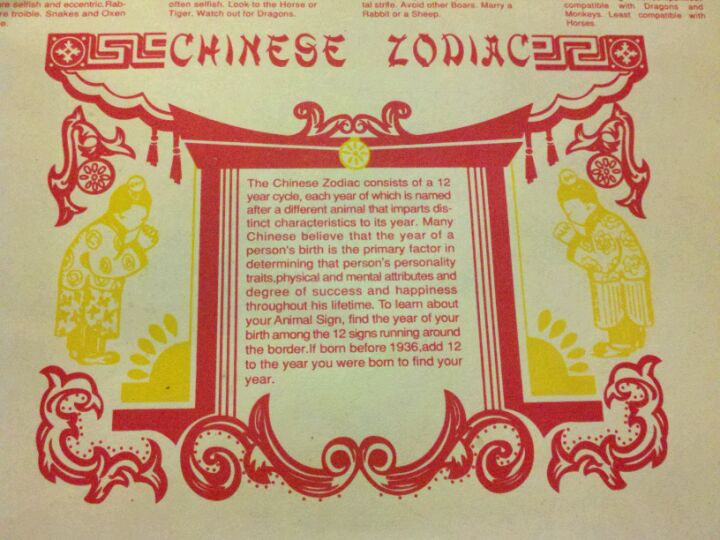 re selfish and eccentric.Rab-
re troible. Snakes and Oxen
e.
often selfish. Look to the Horse or
Tiger. Watch out for Dragons.
tal strife. Avoid other Boars. Marry a
Rabbit or a Sheep.
compatible with Dragons and
Monkeys. Least compatible with
Horses.
CHINESE ZODIAC
The Chinese Zodiac consists of a 12
year cycle, each year of which is named
after a different animal that imparts dis-
tinct characteristics to its year. Many
Chinese believe that the year of a
person's birth is the primary factor in
determining that person's personality
traits,physical and mental attributes and
degree of success and happiness
throughout his lifetime. To learn about
your Animal Sign, find the year of your
birth among the 12 signs running around
the border.If born before 1936,add 12
to the year you were born to find your
year.